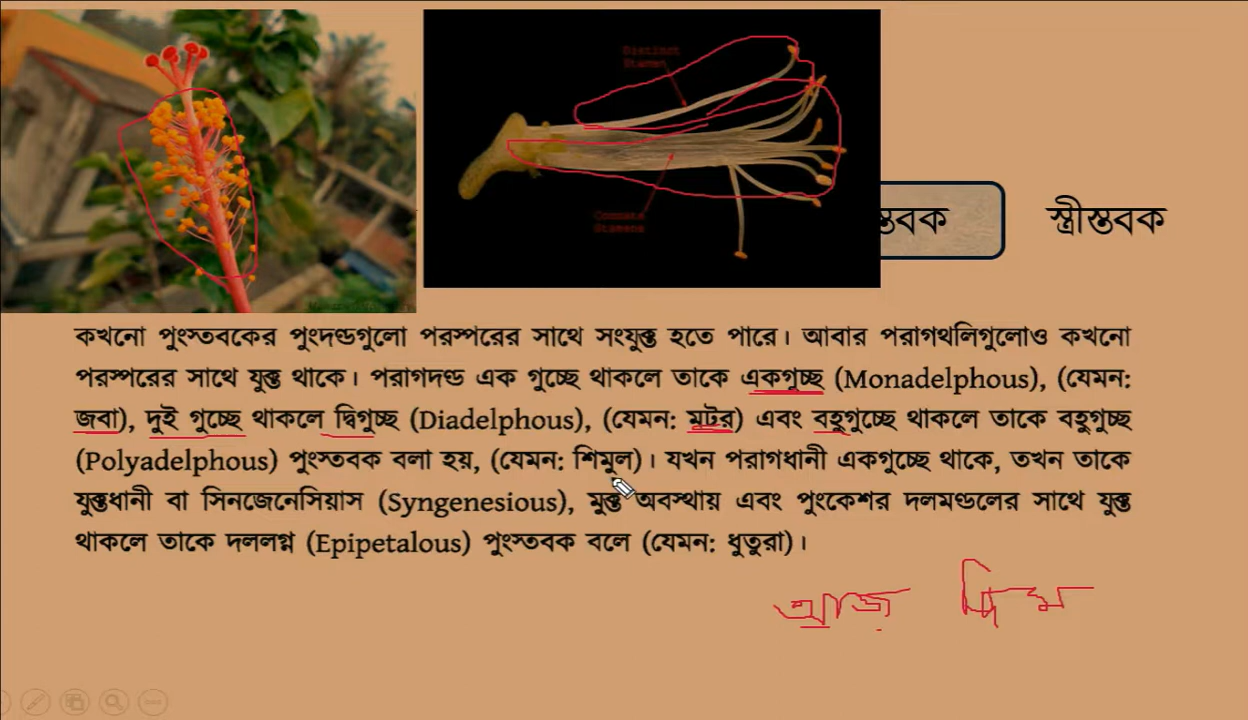 Distinct
Stamen
Connate
Stamens
স্তবক
স্ত্রীস্তবক
কখনো পুংস্তবকের পুংদন্ডগুলো পরস্পরের সাথে সংযুক্ত হতে পারে। আবার পরাগথলিগুলোও কখনো
পরস্পরের সাথে যুক্ত থাকে। পরাগদণ্ড এক গুচ্ছে থাকলে তাকে একগুচ্ছ (Monadelphous), (যেমন:
জবা), দুই গুচ্ছে থাকলে দ্বিগুচ্ছ (Diadelphous), (যেমন: মটর) এবং বহুগুচ্ছে থাকলে তাকে বহুগুচ্ছ
(Polyadelphous) পুংস্তবক বলা হয়, (যেমন: শিমুল)। যখন পরাগধানী একগুচ্ছে থাকে, তখন তাকে
যুক্তধানী বা সিনজেনেসিয়াস (Syngenesious), মুক্ত অবস্থায় এবং পুংকেশর দলমণ্ডলের সাথে যুক্ত
থাকলে তাকে দললগ্ন (Epipetalous) পুংস্তবক বলে (যেমন: ধুতুরা)।